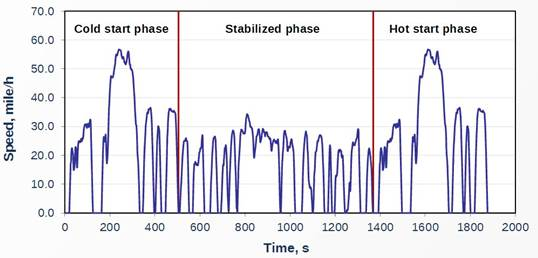 70.0
Cold start phase
Stabilized phase
Hot start phase
60.0
50.0
40.0
30.0
20.0
10.0
0.0
Speed, mile/h
0 200 400 600 800 1000 1200 1400 1600 1800 2000
Time, s